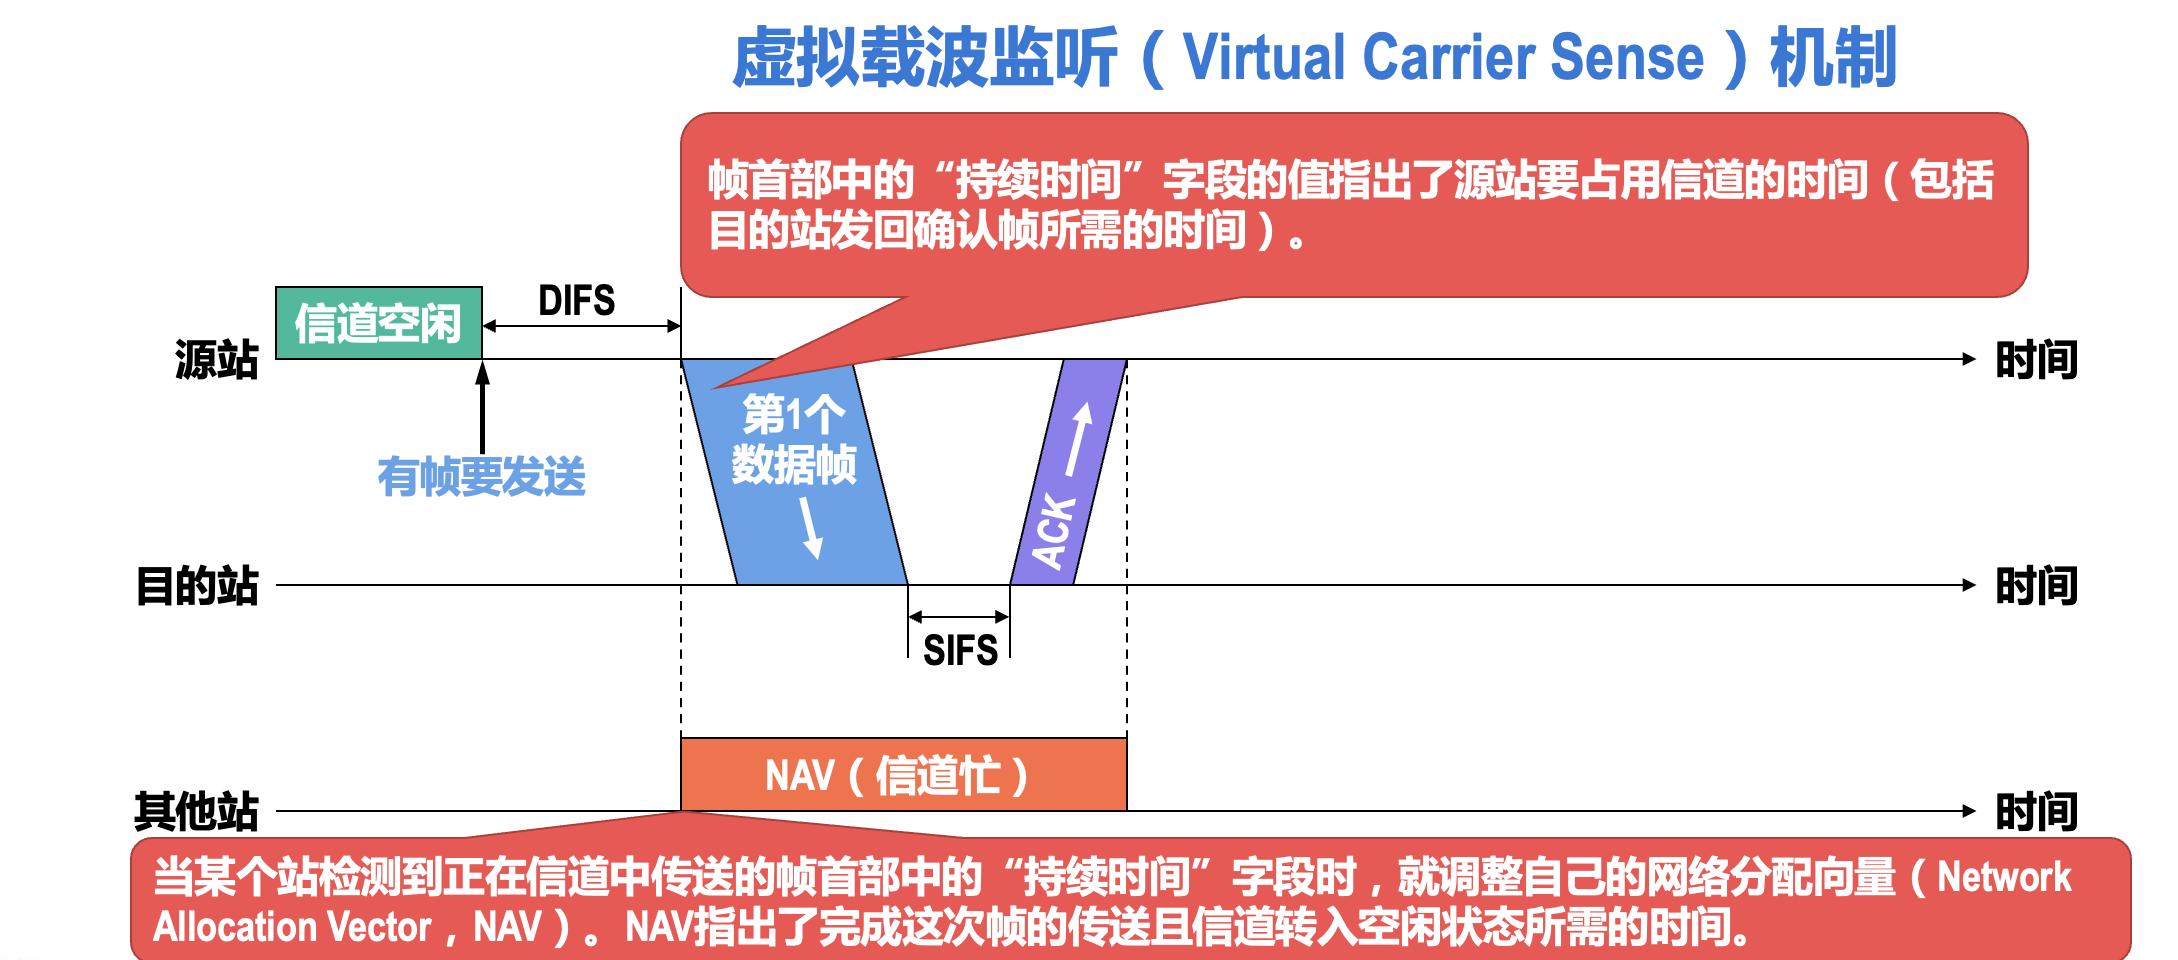 虚拟载波监听（Virtual Carrier Sense）机制
帧首部中的“持续时间”字段的值指出了源站要占用信道的时间（包括
目的站发回确认帧所需的时间）。
信道空闲
DIFS
源站
时间
有帧要发送
第1个
数据帧
ACK
目的站
时间
SIFS
NAV（信道忙）
其他站
时间
当某个站检测到正在信道中传送的帧首部中的“持续时间”字段时，就调整自己的网络分配向量（Network
Allocation Vector，NAV）。NAV指出了完成这次帧的传送且信道转入空闲状态所需的时间。